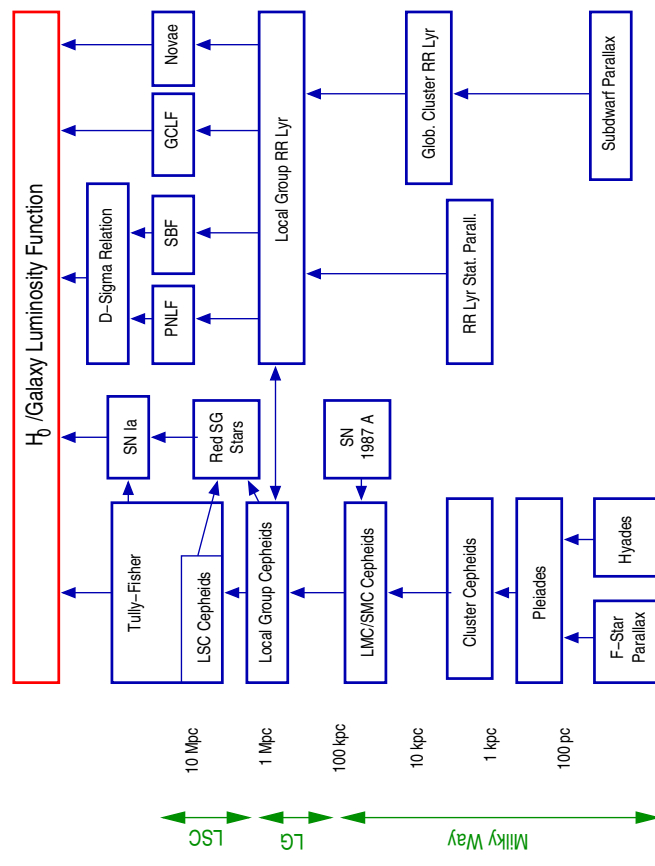 H0 /Galaxy Luminosity Function
Tully−Fisher
LSC Cepheids
SN Ia
Red SG
Stars
D−Sigma Relation
PNLF
SBF
GCLF
Novae
Local Group Cepheids
Local Group RR Lyr
LMC/SMC Cepheids
SN
1987 A
Cluster Cepheids
RR Lyr Stat. Parall.
Glob. Cluster RR Lyr
Pleiades
F−Star
Parallax
Hyades
Subdwarf Parallax
10 Mpc
1 Mpc
100 kpc
10 kpc
1 kpc
100 pc
LSC
LG
Milky Way